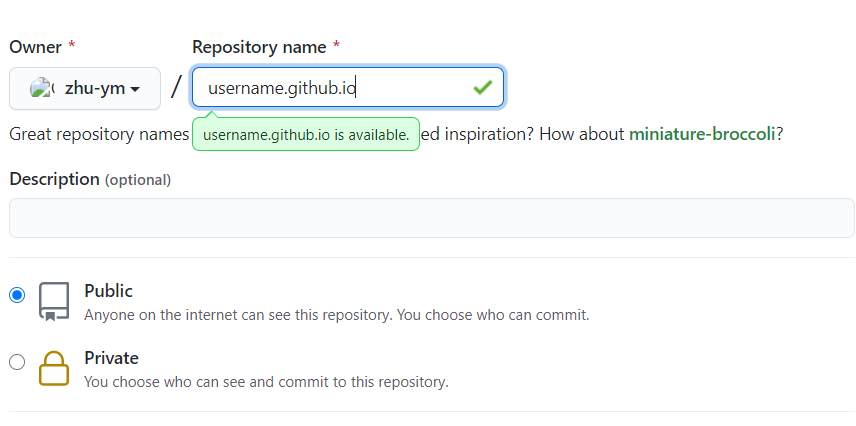 Owner * Repository name *
zhu-ym / username.github.io
Great repository names ed inspiration? How about miniature-broccoli?
username.github.io is available.
Description (optional)
Public
Anyone on the internet can see this repository. You choose who can commit.
Private
You choose who can see and commit to this repository.